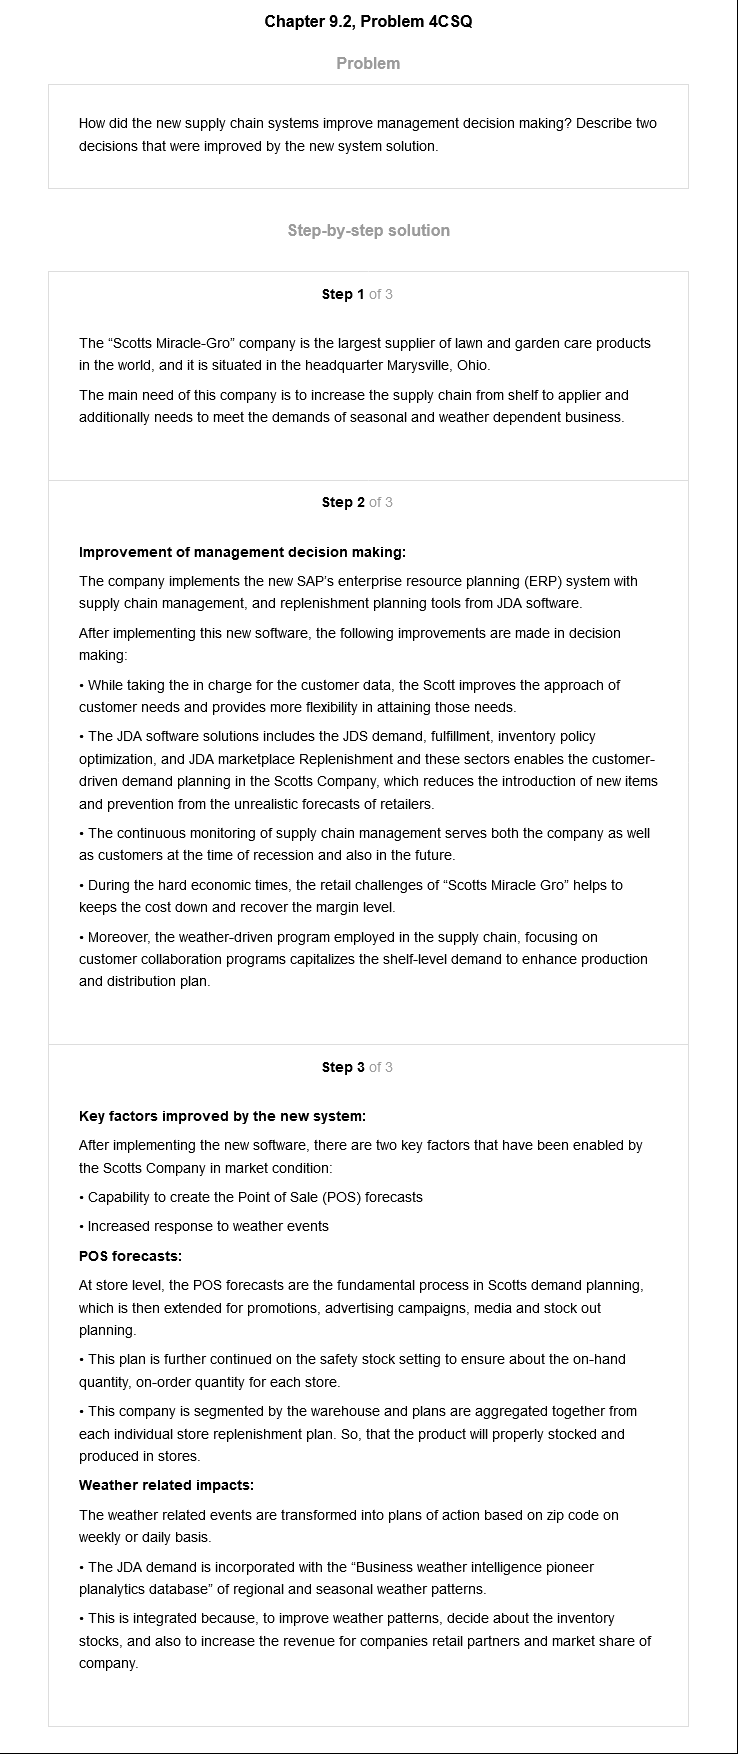 Chapter 9.2, Problem 4CSQ
Problem
How did the new supply chain systems improve management decision making? Describe two
decisions that were improved by the new system solution.
Step-by-step solution
Step 1 of 3
The “Scotts Miracle-Gro” company is the largest supplier of lawn and garden care products
in the world, and it is situated in the headquarter Marysville, Ohio.
The main need of this company is to increase the supply chain from shelf to applier and
additionally needs to meet the demands of seasonal and weather dependent business.
Step 2 of 3
Improvement of management decision making:
The company implements the new SAP’s enterprise resource planning (ERP) system with
supply chain management, and replenishment planning tools from JDA software.
After implementing this new software, the following improvements are made in decision
making:
• While taking the in charge for the customer data, the Scott improves the approach of
customer needs and provides more flexibility in attaining those needs.
• The JDA software solutions includes the JDS demand, fulfillment, inventory policy
optimization, and JDA marketplace Replenishment and these sectors enables the customer-
driven demand planning in the Scotts Company, which reduces the introduction of new items
and prevention from the unrealistic forecasts of retailers.
• The continuous monitoring of supply chain management serves both the company as well
as customers at the time of recession and also in the future.
• During the hard economic times, the retail challenges of “Scotts Miracle Gro” helps to
keeps the cost down and recover the margin level.
• Moreover, the weather-driven program employed in the supply chain, focusing on
customer collaboration programs capitalizes the shelf-level demand to enhance production
and distribution plan.
Step 3 of 3
Key factors improved by the new system:
After implementing the new software, there are two key factors that have been enabled by
the Scotts Company in market condition:
• Capability to create the Point of Sale (POS) forecasts
• Increased response to weather events
POS forecasts:
At store level, the POS forecasts are the fundamental process in Scotts demand planning,
which is then extended for promotions, advertising campaigns, media and stock out
planning.
• This plan is further continued on the safety stock setting to ensure about the on-hand
quantity, on-order quantity for each store.
• This company is segmented by the warehouse and plans are aggregated together from
each individual store replenishment plan. So, that the product will properly stocked and
produced in stores.
Weather related impacts:
The weather related events are transformed into plans of action based on zip code on
weekly or daily basis.
• The JDA demand is incorporated with the “Business weather intelligence pioneer
planalytics database” of regional and seasonal weather patterns.
• This is integrated because, to improve weather patterns, decide about the inventory
stocks, and also to increase the revenue for companies retail partners and market share of
company.